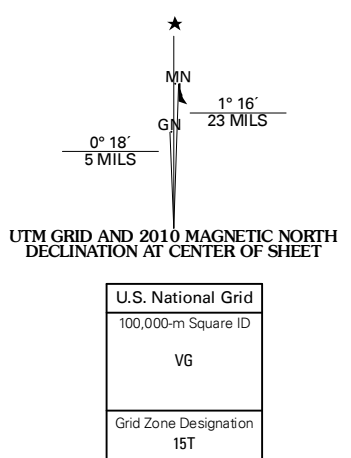 MN
1° 16´
23 MILS
GN
0° 18´
5 MILS
UTM GRID AND 2010 MAGNETIC NORTH
DECLINATION AT CENTER OF SHEET
U.S. National Grid
100,000-m Square ID
VG
Grid Zone Designation
15T